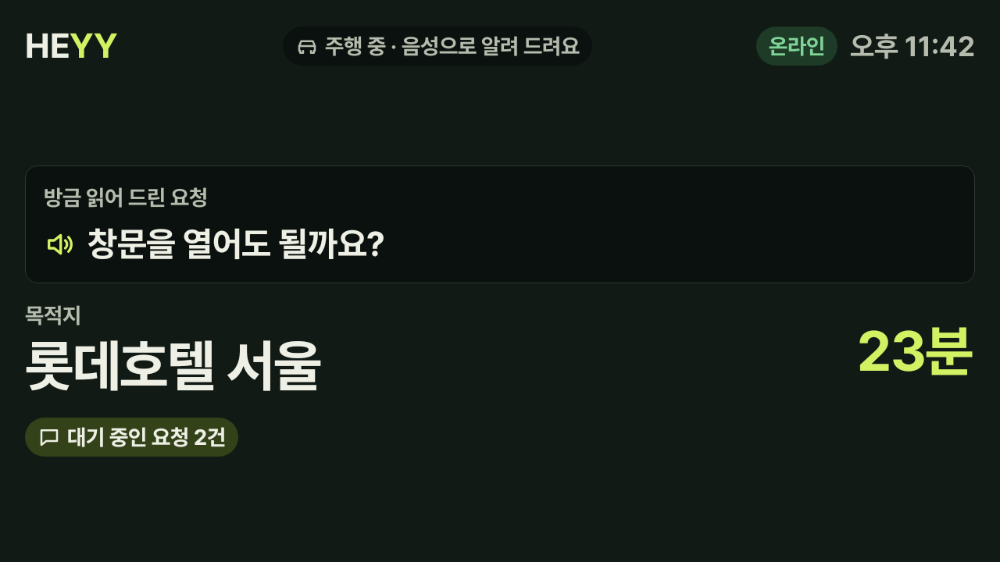 HEYY
주행 중 · 음성으로 알려 드려요
온라인
오후 11:42
방금 읽어 드린 요청
창문을 열어도 될까요?
목적지
롯데호텔 서울
23분
대기 중인 요청 2건